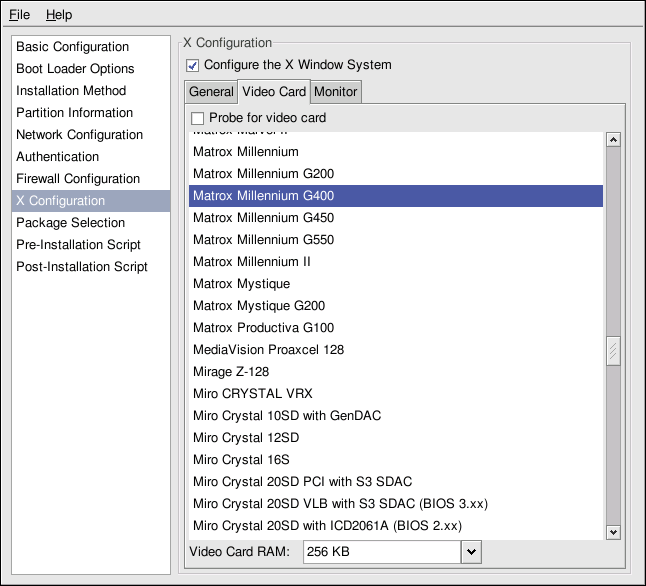 File Help
Basic Configuration
Boot Loader Options
Installation Method
Partition Information
Network Configuration
Authentication
Firewall Configuration
X Configuration
Package Selection
Pre-Installation Script
Post-Installation Script
X Configuration
Configure the X Window System
General Video Card Monitor
Probe for video card
Matrox Marvel II
Matrox Millennium
Matrox Millennium G200
Matrox Millennium G400
Matrox Millennium G450
Matrox Millennium G550
Matrox Millennium II
Matrox Mystique
Matrox Mystique G200
Matrox Productiva G100
MediaVision Proaxcel 128
Mirage Z-128
Miro CRYSTAL VRX
Miro Crystal 10SD with GenDAC
Miro Crystal 12SD
Miro Crystal 16S
Miro Crystal 20SD PCI with S3 SDAC
Miro Crystal 20SD VLB with S3 SDAC (BIOS 3.xx)
Miro Crystal 20SD with ICD2061A (BIOS 2.xx)
Video Card RAM: 256 KB